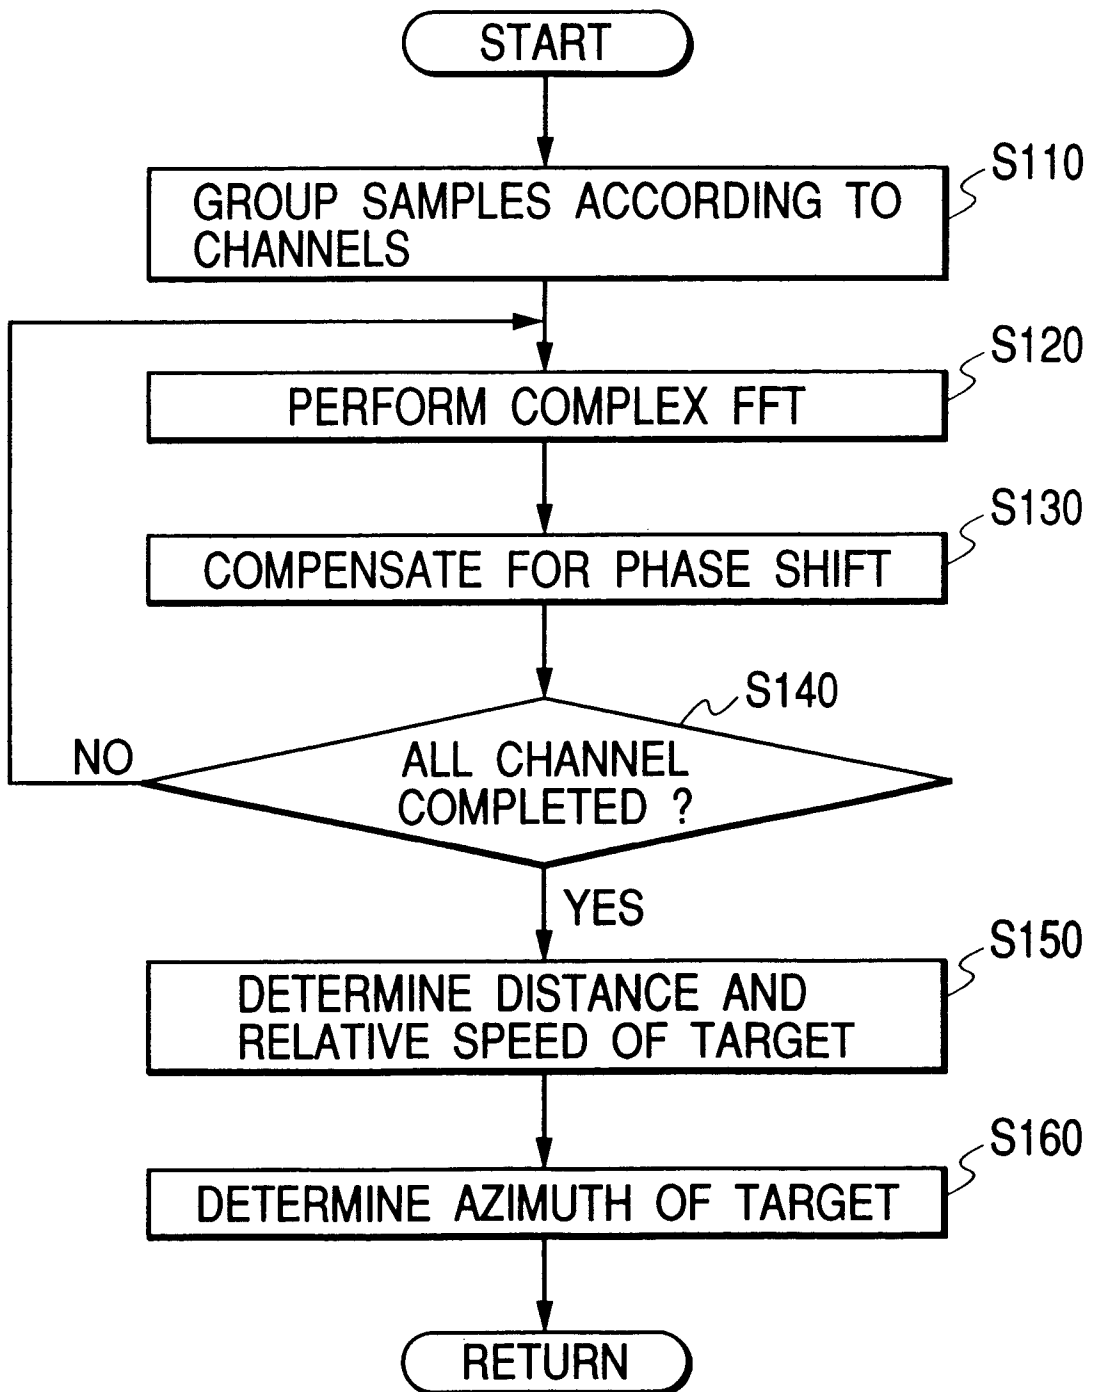 START
S110
GROUP SAMPLES ACCORDING TO
CHANNELS
S120
PERFORM COMPLEX FFT
S130
COMPENSATE FOR PHASE SHIFT
S140
NO
ALL CHANNEL
COMPLETED ?
YES
S150
DETERMINE DISTANCE AND
RELATIVE SPEED OF TARGET
S160
DETERMINE AZIMUTH OF TARGET
RETURN